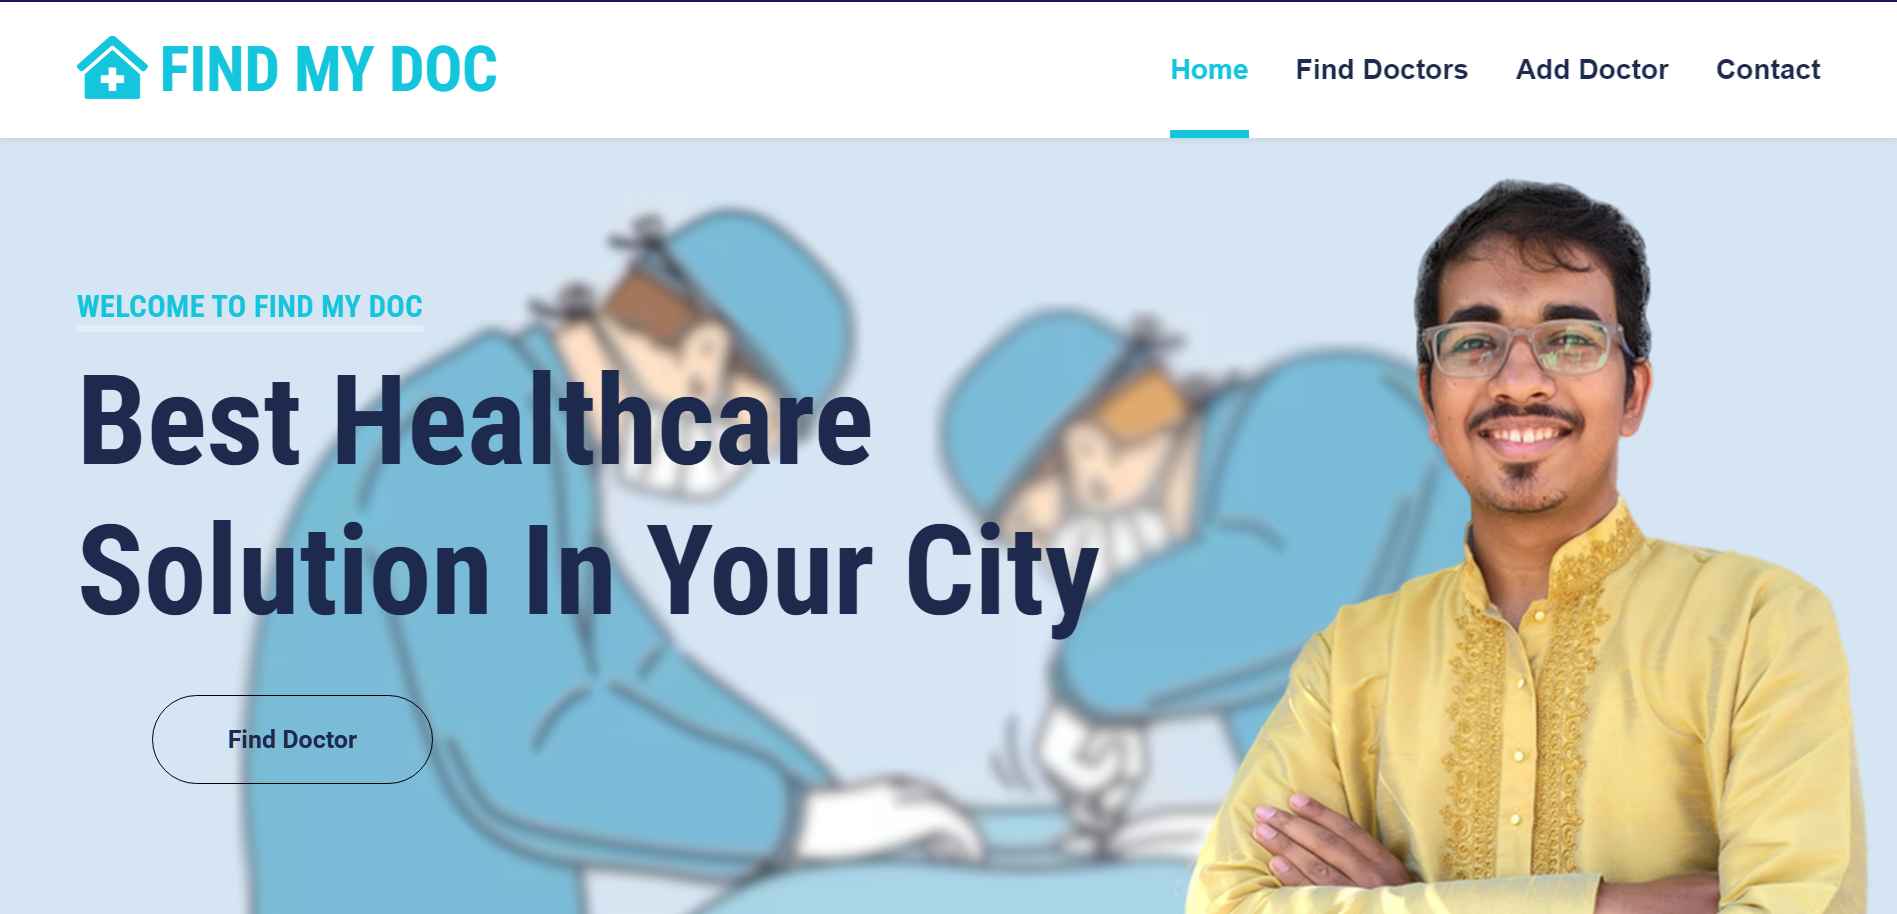 FIND MY DOC
Home Find Doctors Add Doctor Contact
WELCOME TO FIND MY DOC
Best Healthcare
Solution In Your City
Find Doctor